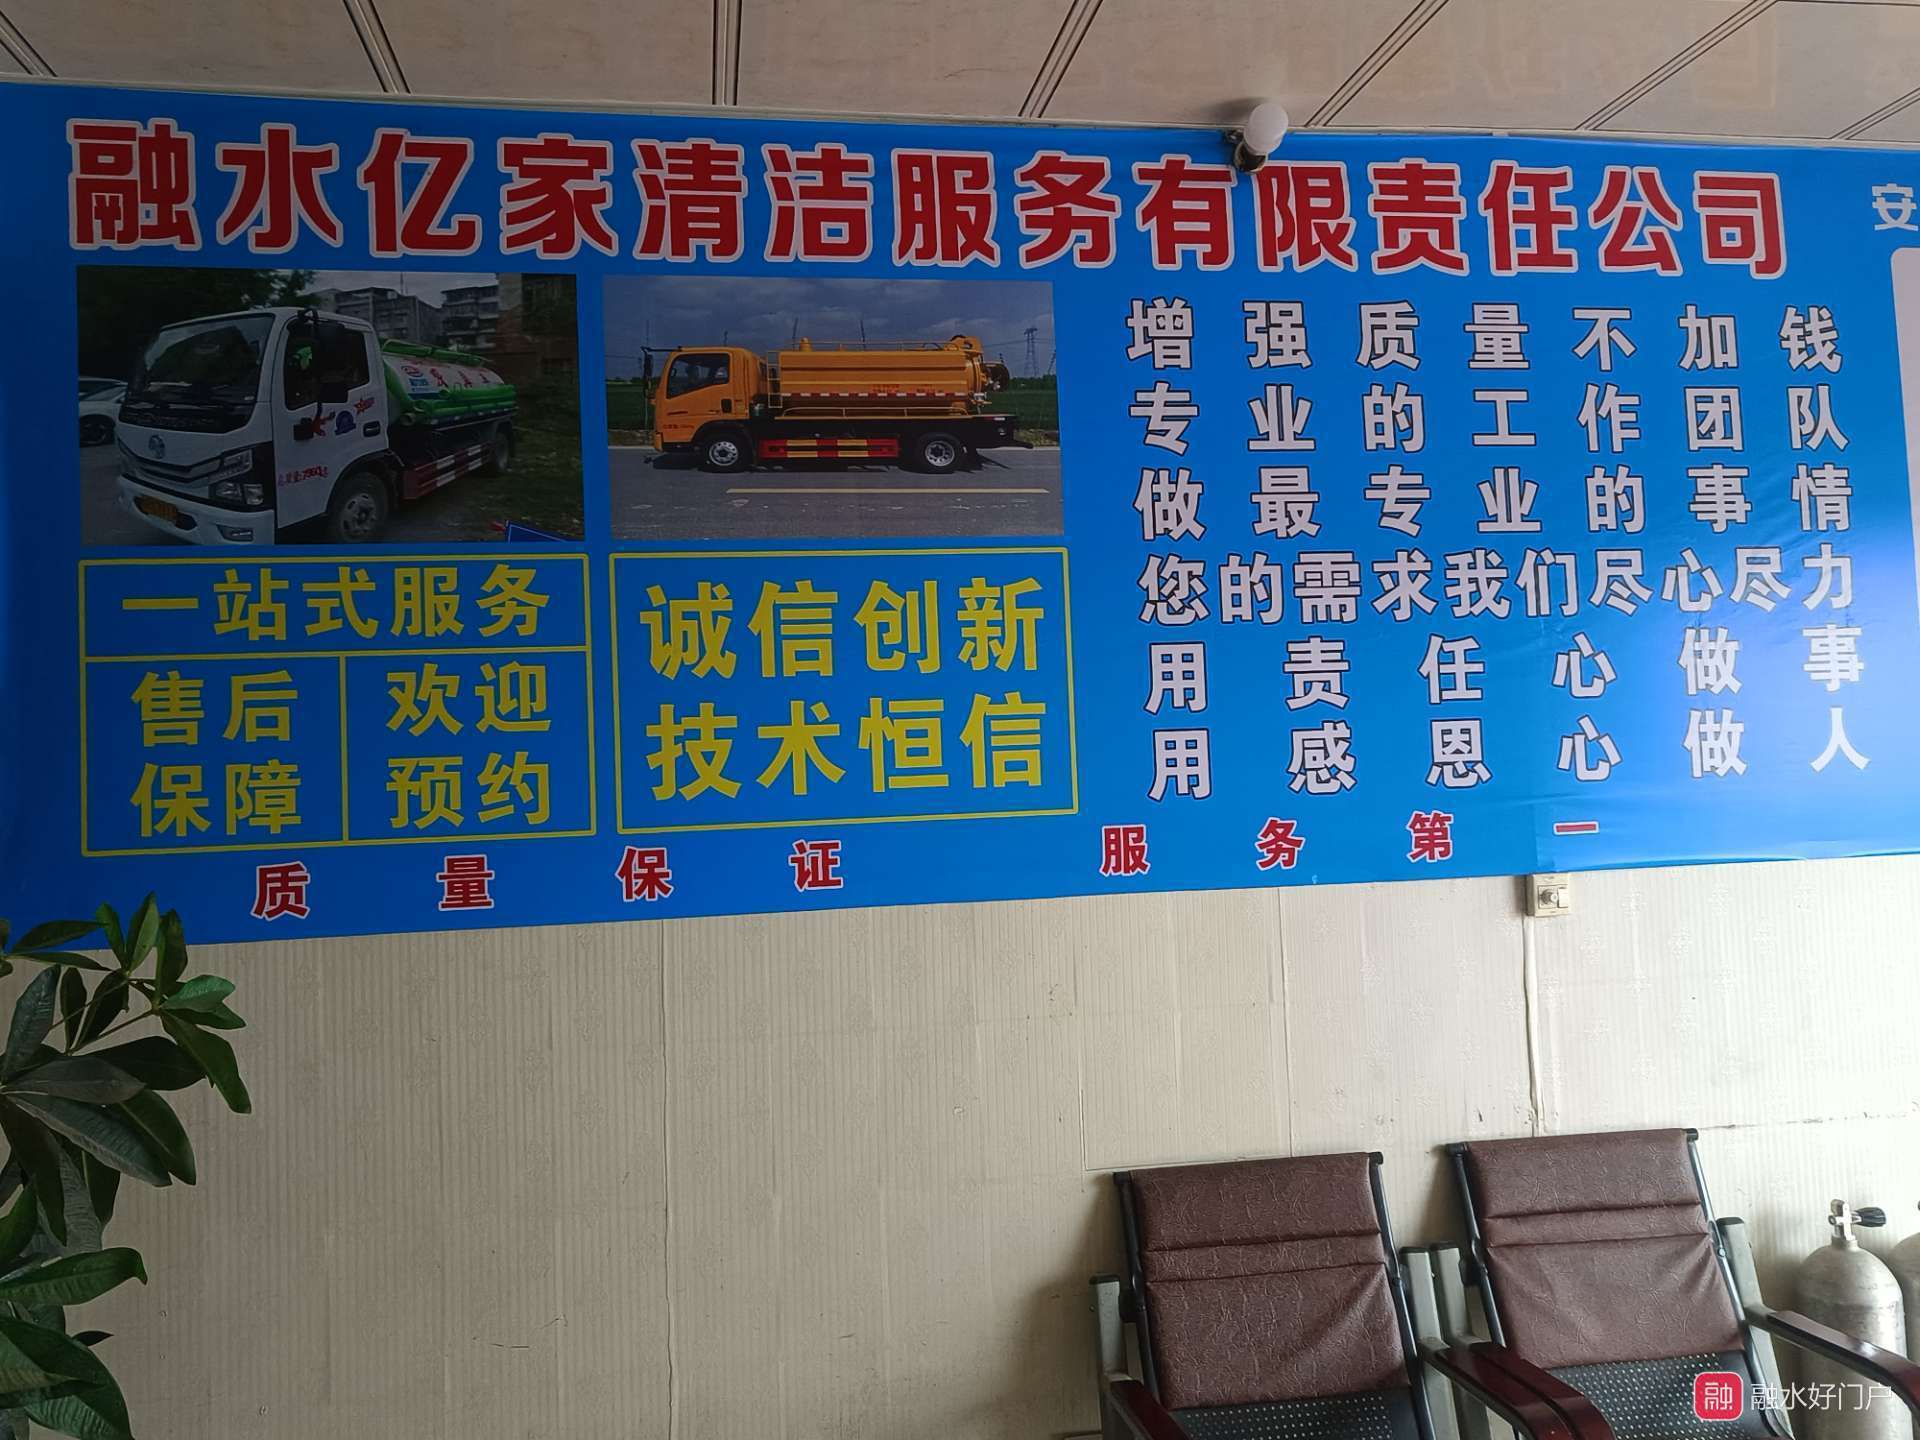 融水亿家清洁服务有限责任公司
安
增强质量不加钱
专业的工作团队
做最专业的事情
您的需求我们尽心尽力
用责任心做事
用感恩心做人
一站式服务
售后保障
欢迎预约
诚信创新
技术恒信
质量保证 服务第一
融 融水好门户